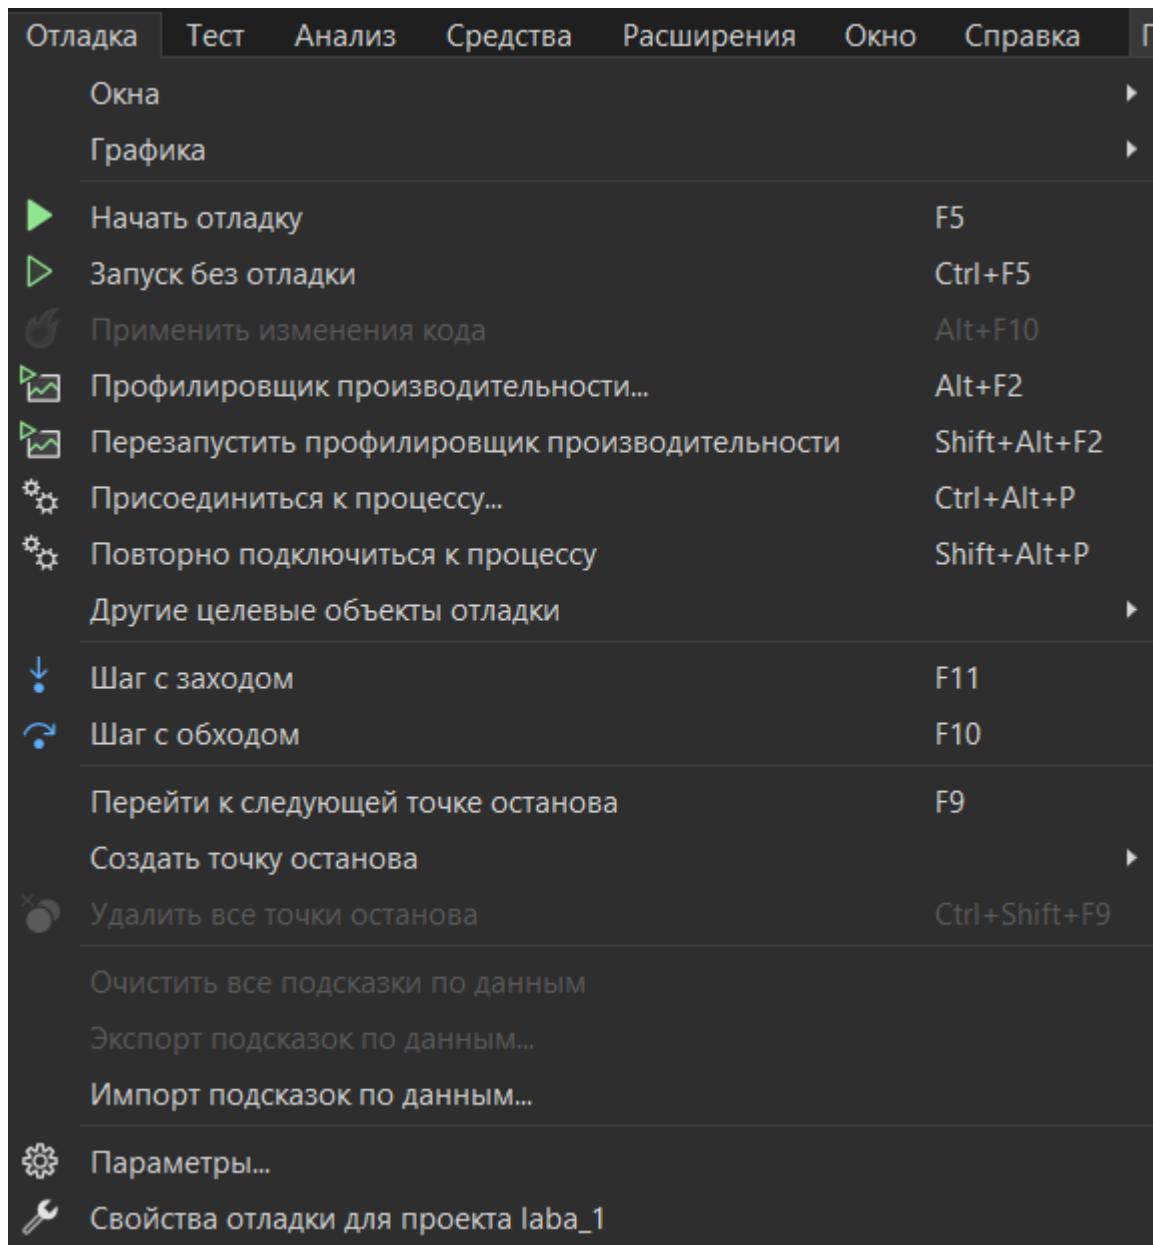 Отладка Тест Анализ Средства Расширения Окно Справка
Окна
Графика
Начать отладку F5
Запуск без отладки Ctrl+F5
Применить изменения кода Alt+F10
Профилировщик производительности... Alt+F2
Перезапустить профилировщик производительности Shift+Alt+F2
Присоединиться к процессу... Ctrl+Alt+P
Повторно подключиться к процессу Shift+Alt+P
Другие целевые объекты отладки
Шаг с заходом F11
Шаг с обходом F10
Перейти к следующей точке останова F9
Создать точку останова
Удалить все точки останова Ctrl+Shift+F9
Очистить все подсказки по данным
Экспорт подсказок по данным...
Импорт подсказок по данным...
Параметры...
Свойства отладки для проекта laba_1